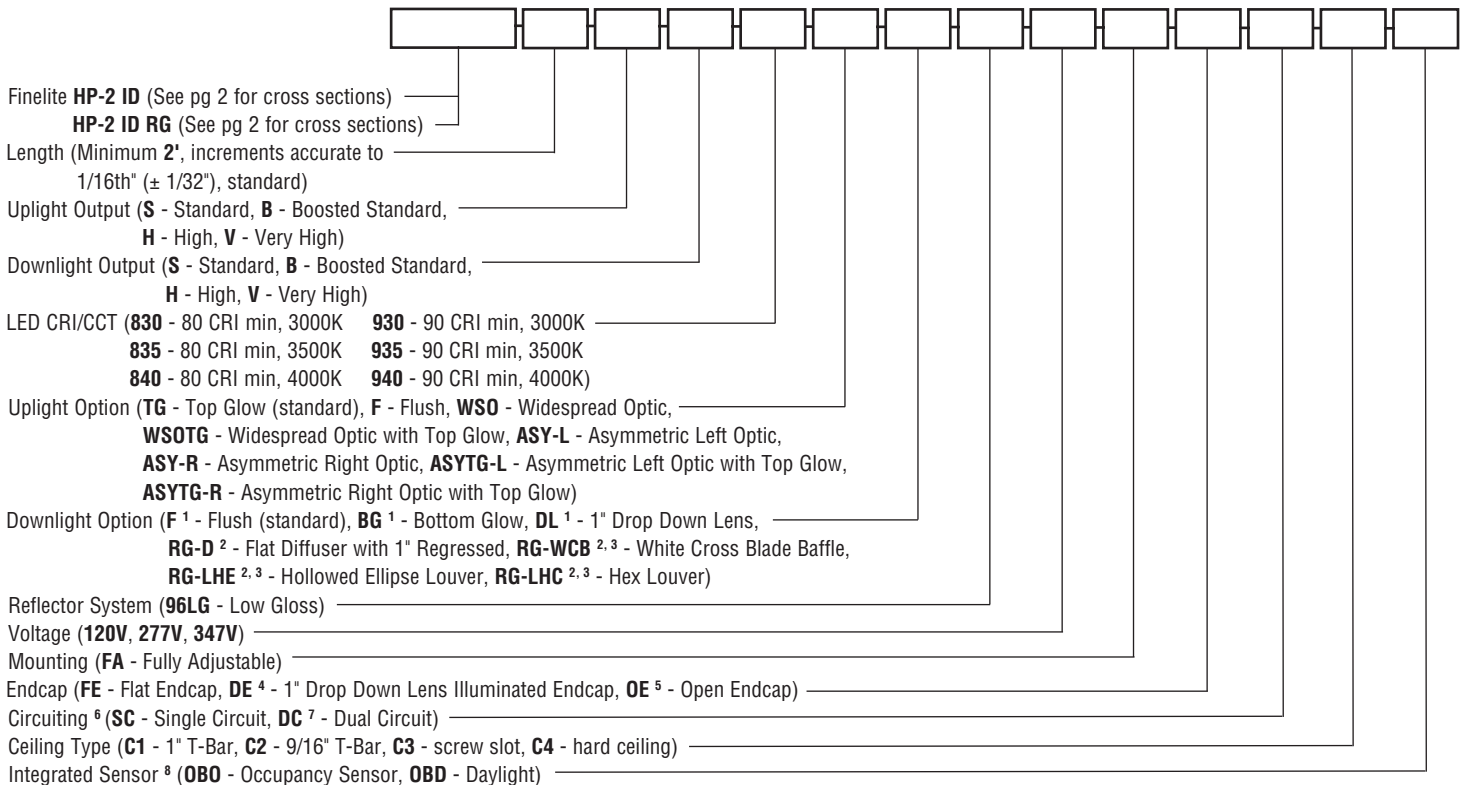 Finelite HP-2 ID (See pg 2 for cross sections)
HP-2 ID RG (See pg 2 for cross sections)
Length (Minimum 2', increments accurate to
1/16th" (± 1/32"), standard)
Uplight Output (S - Standard, B - Boosted Standard,
H - High, V - Very High)
Downlight Output (S - Standard, B - Boosted Standard,
H - High, V - Very High)
LED CRI/CCT (830 - 80 CRI min, 3000K 930 - 90 CRI min, 3000K
835 - 80 CRI min, 3500K 935 - 90 CRI min, 3500K
840 - 80 CRI min, 4000K 940 - 90 CRI min, 4000K)
Uplight Option (TG - Top Glow (standard), F - Flush, WSO - Widespread Optic,
WSOTG - Widespread Optic with Top Glow, ASY-L - Asymmetric Left Optic,
ASY-R - Asymmetric Right Optic, ASYTG-L - Asymmetric Left Optic with Top Glow,
ASYTG-R - Asymmetric Right Optic with Top Glow)
Downlight Option (F 1 - Flush (standard), BG 1 - Bottom Glow, DL 1 - 1" Drop Down Lens,
RG-D 2 - Flat Diffuser with 1" Regressed, RG-WCB 2, 3 - White Cross Blade Baffle,
RG-LHE 2, 3 - Hollowed Ellipse Louver, RG-LHC 2, 3 - Hex Louver)
Reflector System (96LG - Low Gloss)
Voltage (120V, 277V, 347V)
Mounting (FA - Fully Adjustable)
Endcap (FE - Flat Endcap, DE 4 - 1" Drop Down Lens Illuminated Endcap, OE 5 - Open Endcap)
Circuiting 6 (SC - Single Circuit, DC 7 - Dual Circuit)
Ceiling Type (C1 - 1" T-Bar, C2 - 9/16" T-Bar, C3 - screw slot, C4 - hard ceiling)
Integrated Sensor 8 (OBO - Occupancy Sensor, OBD - Daylight)